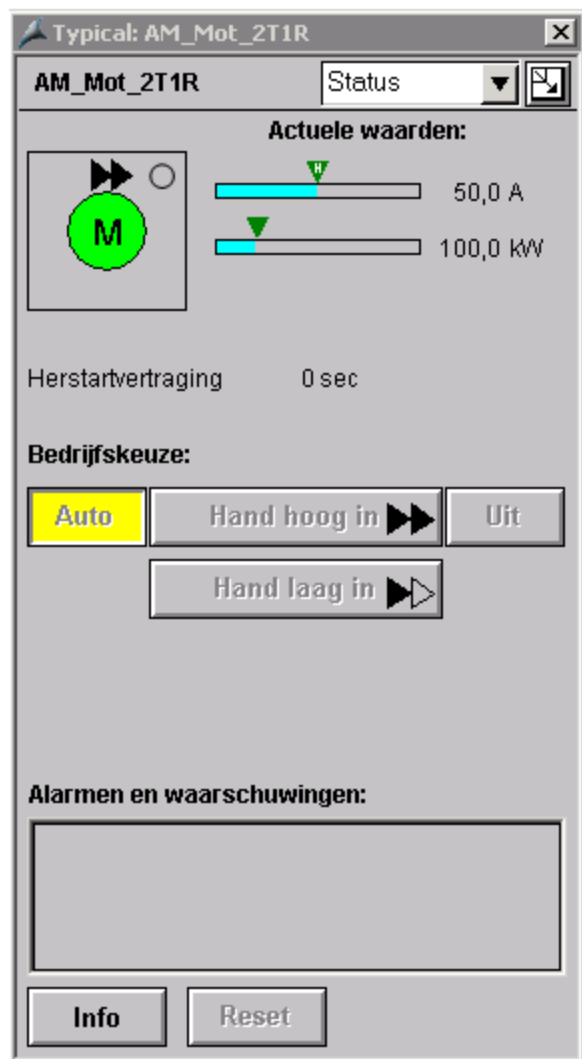 Typical: AM_Mot_2T1R
AM_Mot_2T1R Status
Actuele waarden:
H
50,0 A
M
100,0 kW
Herstartvertraging 0 sec
Bedrijfskeuze:
Auto Hand hoog in Uit
Hand laag in
Alarmen en waarschuwingen:
Info Reset